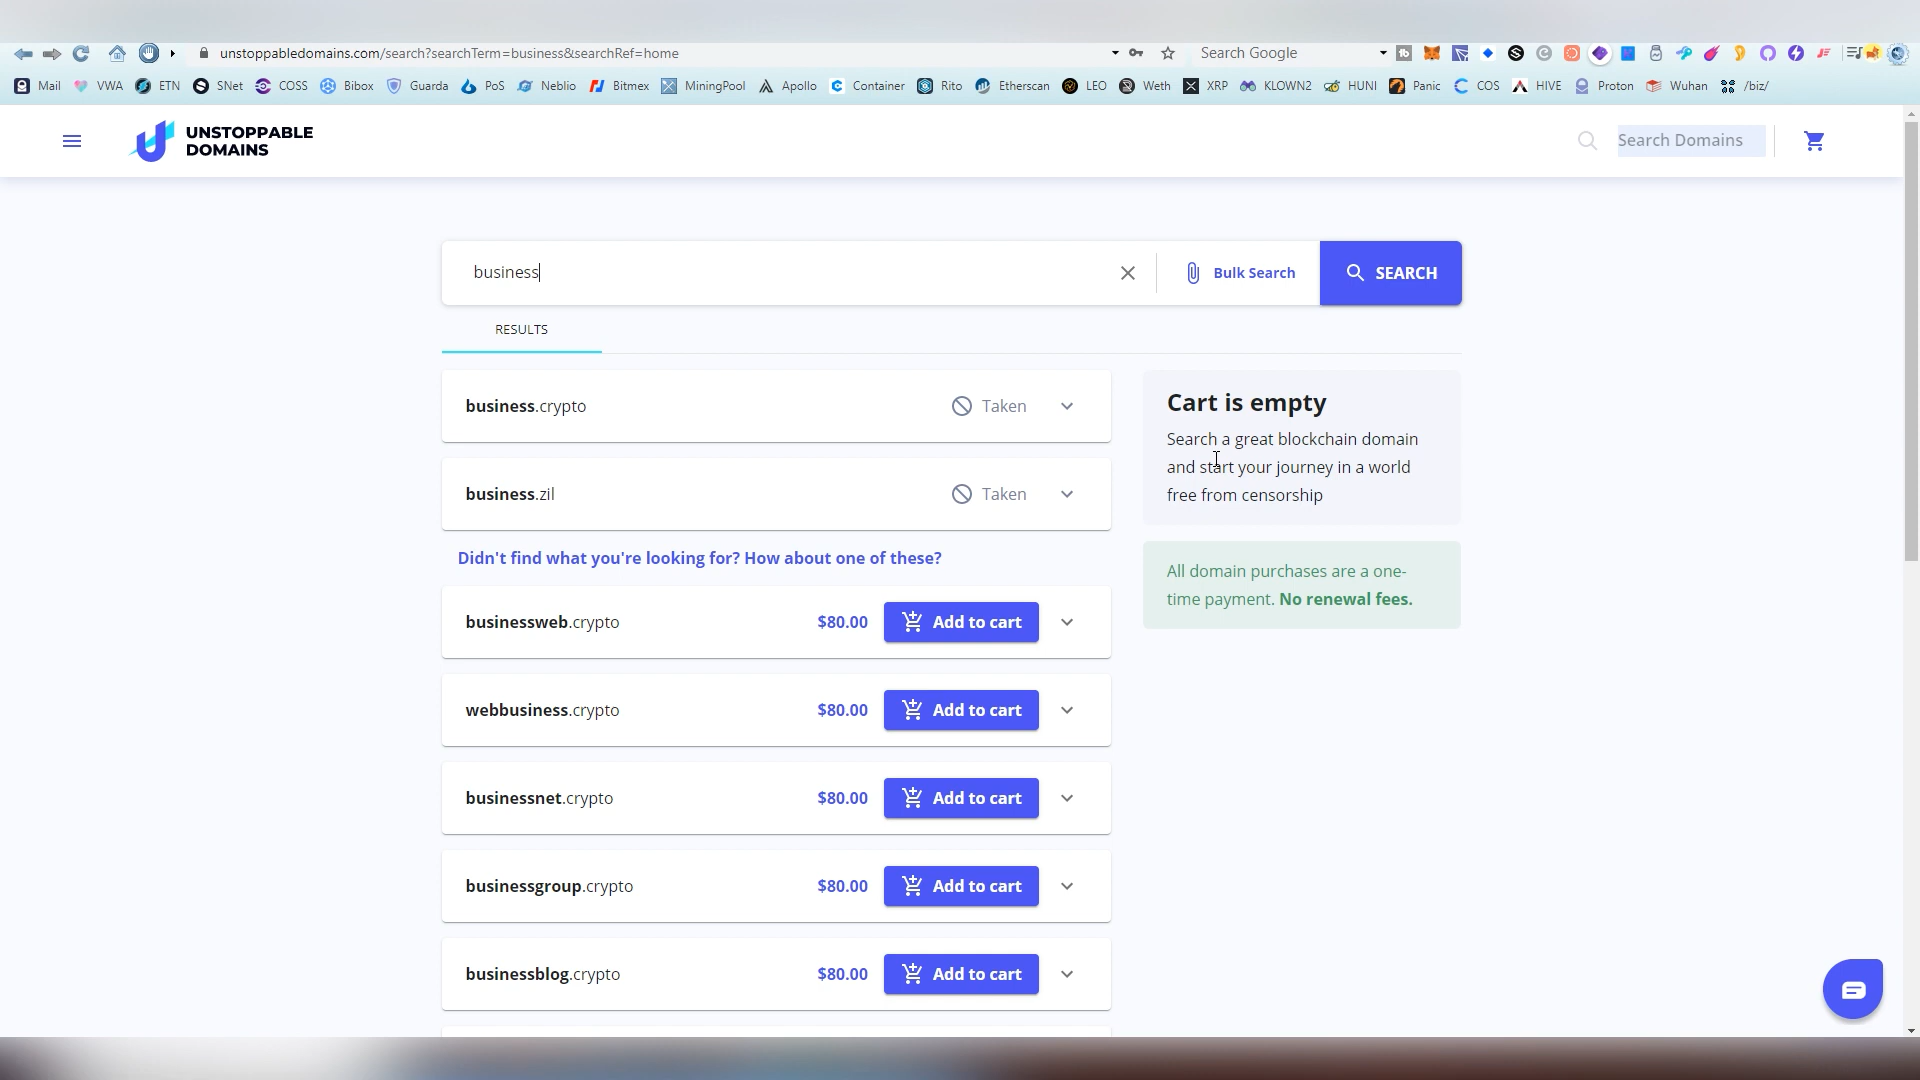 unstoppabledomains.com/search?searchTerm=business&searchRef=home
Search Google
Mail VWA ETN SNet COSS Bibox Guarda PoS Neblio Bitmex MiningPool Apollo Container Rito Etherscan LEO Weth XRP KLOWN2 HUNI Panic COS HIVE Proton Wuhan /biz/
UNSTOPPABLE
DOMAINS
Search Domains
business
Bulk Search
SEARCH
RESULTS
business.crypto
Taken
business.zil
Taken
Didn't find what you're looking for? How about one of these?
businessweb.crypto
$80.00
Add to cart
webbusiness.crypto
$80.00
Add to cart
businessnet.crypto
$80.00
Add to cart
businessgroup.crypto
$80.00
Add to cart
businessblog.crypto
$80.00
Add to cart
Cart is empty
Search a great blockchain domain
and start your journey in a world
free from censorship
All domain purchases are a one-
time payment. No renewal fees.